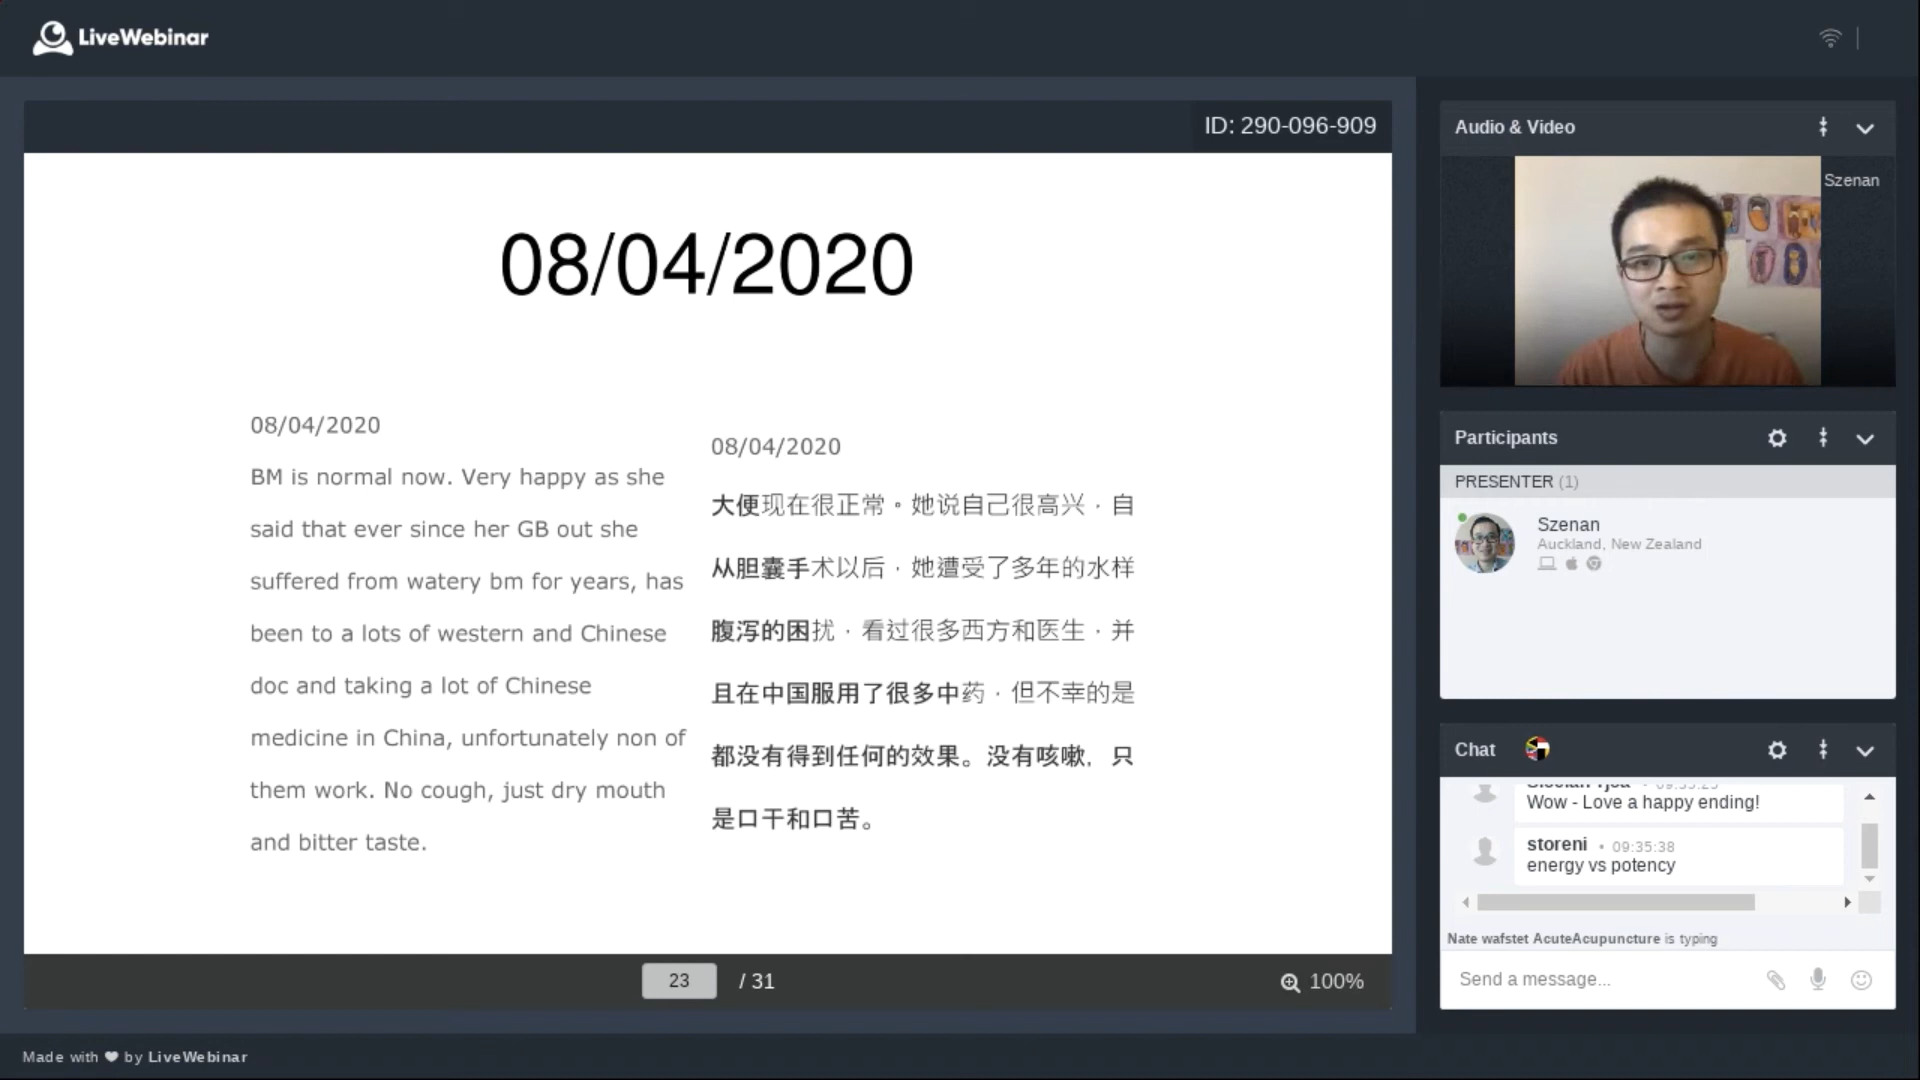 LiveWebinar
ID: 290-096-909
08/04/2020
08/04/2020
BM is normal now. Very happy as she
said that ever since her GB out she
suffered from watery bm for years, has
been to a lots of western and Chinese
doc and taking a lot of Chinese
medicine in China, unfortunately non of
them work. No cough, just dry mouth
and bitter taste.
08/04/2020
大便现在很正常。她说自己很高兴，自
从胆囊手术以后，她遭受了多年的水样
腹泻的困扰，看过很多西方和医生，并
且在中国服用了很多中药，但不幸的是
都没有得到任何的效果。没有咳嗽, 只
是口干和口苦。
23 / 31
100%
Audio & Video
Szenan
Participants
PRESENTER (1)
Szenan
Auckland, New Zealand
Chat
Wow - Love a happy ending!
storeni • 09:35:38
energy vs potency
Nate wafstet AcuteAcupuncture is typing
Send a message...
Made with ❤ by LiveWebinar